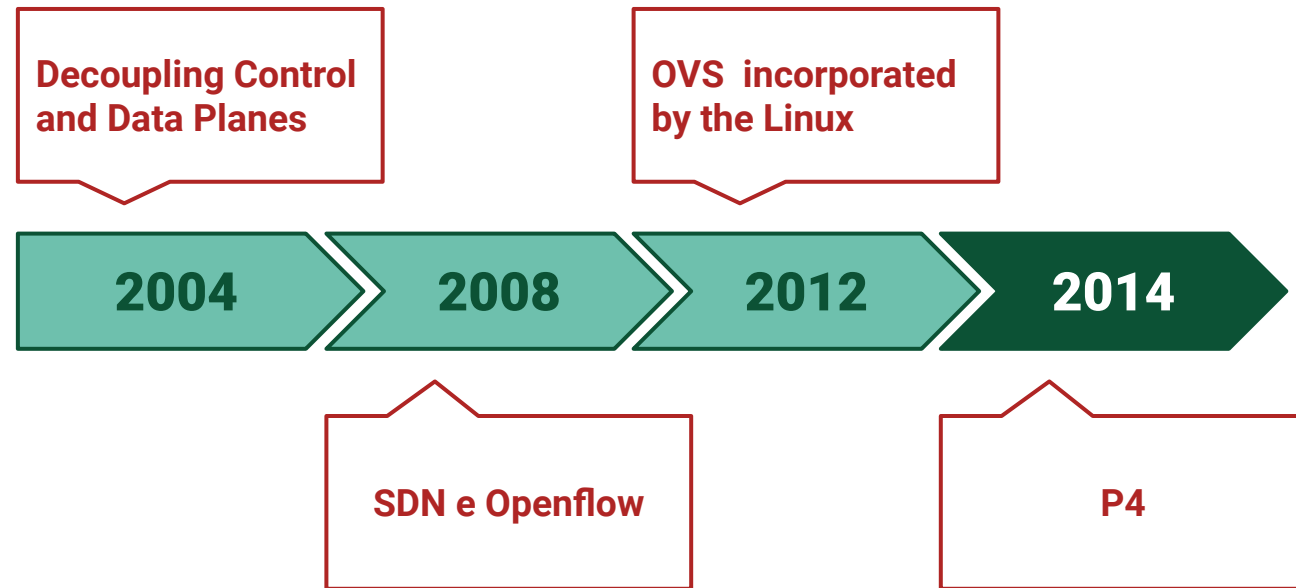 Decoupling Control
and Data Planes
OVS  incorporated
by the Linux
2004
2008
2012
2014
SDN e Openflow
P4